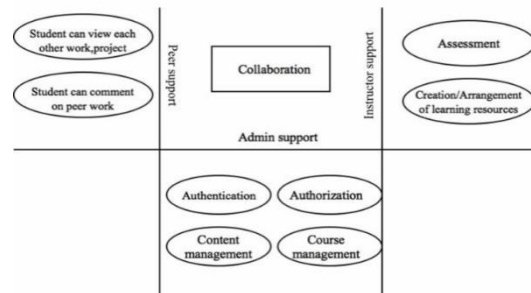 Student can view each
other work,project
Student can comment
on peer work
Peer support
Collaboration
Instructor support
Assessment
Creation/Arrangement
of learning resources
Admin support
Authentication
Authorization
Content
management
Course
management